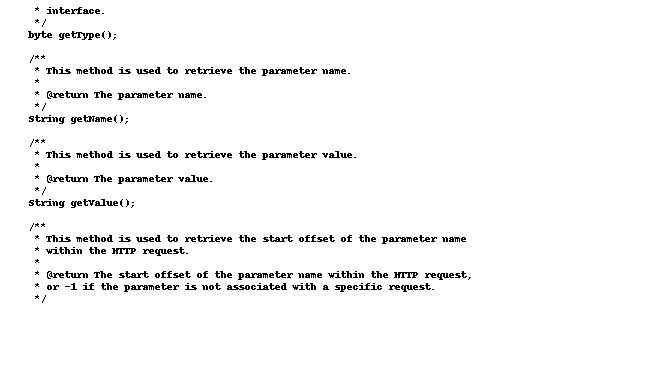 * interface.
*/
byte getType();
/**
* This method is used to retrieve the parameter name.
*
* @return The parameter name.
*/
String getName();
/**
* This method is used to retrieve the parameter value.
*
* @return The parameter value.
*/
String getValue();
/**
* This method is used to retrieve the start offset of the parameter name
* within the HTTP request.
*
* @return The start offset of the parameter name within the HTTP request,
* or -1 if the parameter is not associated with a specific request.
*/